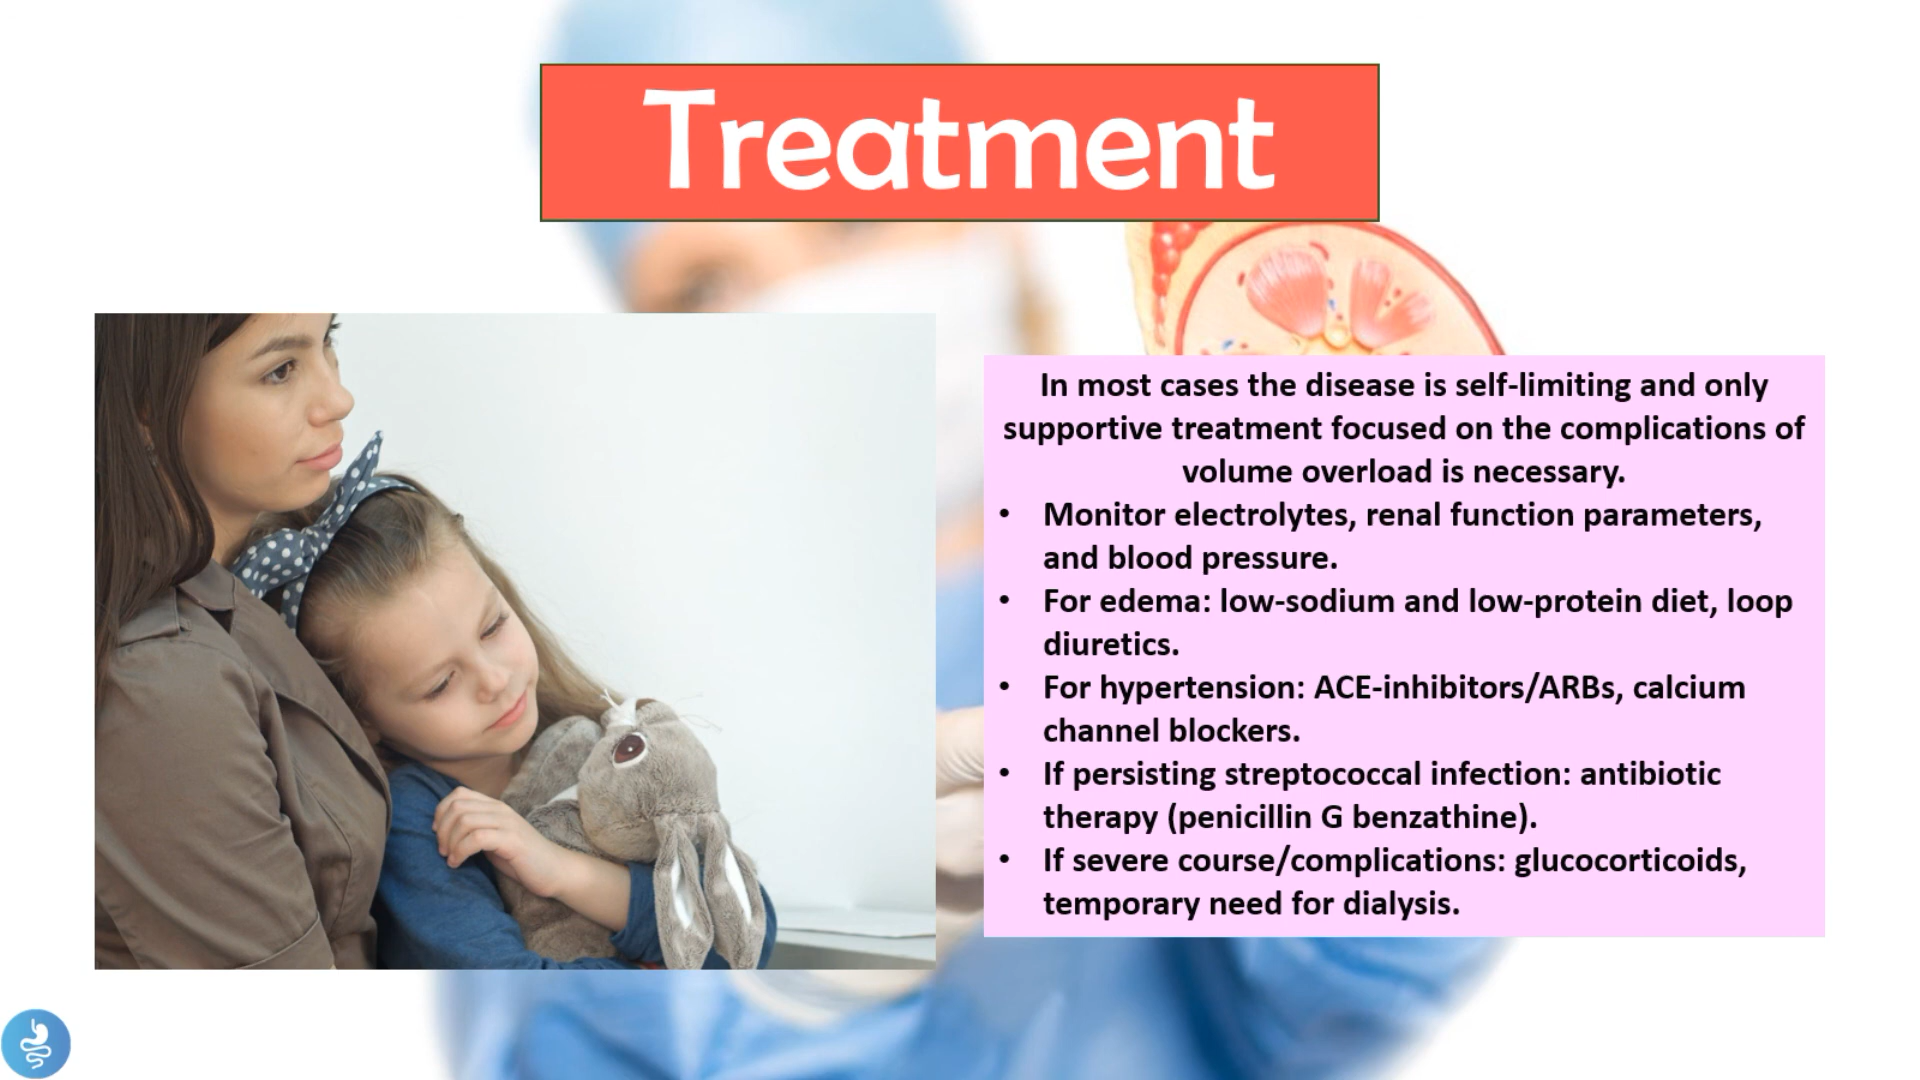 Treatment
In most cases the disease is self-limiting and only
supportive treatment focused on the complications of
volume overload is necessary.
• Monitor electrolytes, renal function parameters,
and blood pressure.
• For edema: low-sodium and low-protein diet, loop
diuretics.
• For hypertension: ACE-inhibitors/ARBs, calcium
channel blockers.
• If persisting streptococcal infection: antibiotic
therapy (penicillin G benzathine).
• If severe course/complications: glucocorticoids,
temporary need for dialysis.